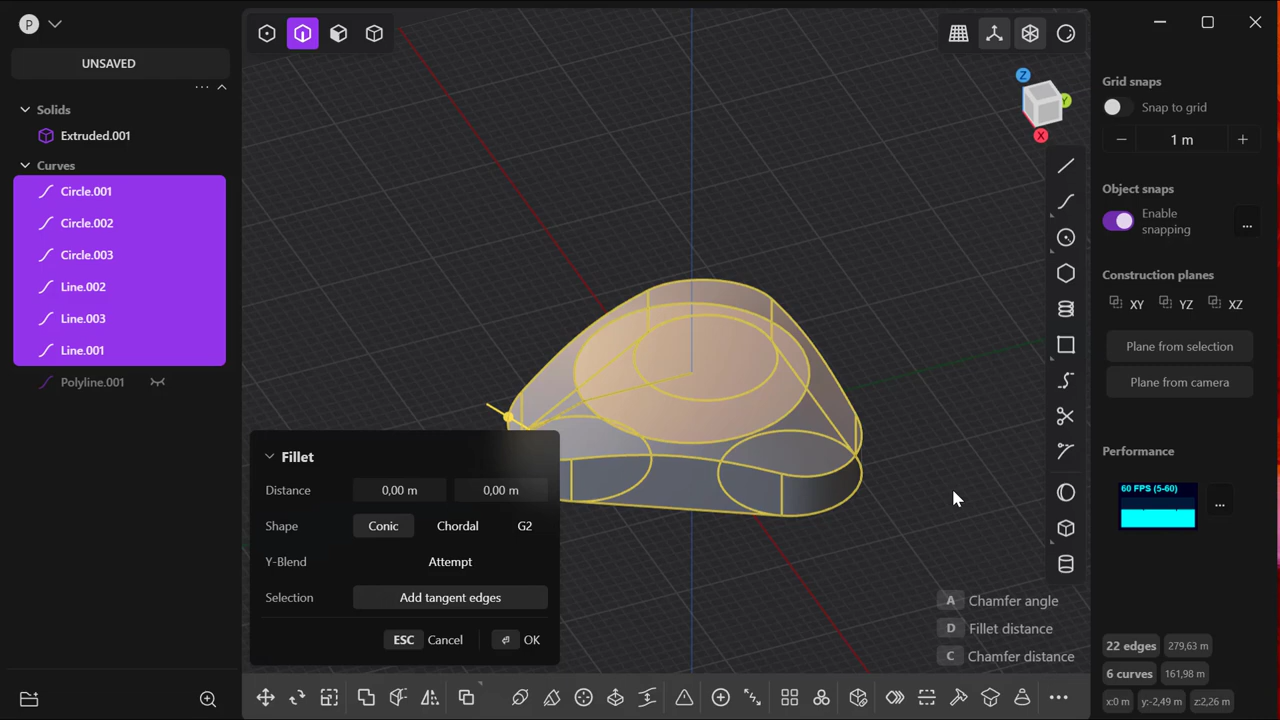 P
UNSAVED
Solids
Extruded.001
Curves
Circle.001
Circle.002
Circle.003
Line.002
Line.003
Line.001
Polyline.001
Z
Y
X
Fillet
Distance 0,00 m 0,00 m
Shape Conic Chordal G2
Y-Blend Attempt
Selection Add tangent edges
ESC Cancel OK
A Chamfer angle
D Fillet distance
C Chamfer distance
Grid snaps
Snap to grid
− 1 m +
Object snaps
Enable
snapping
...
Construction planes
XY YZ XZ
Plane from selection
Plane from camera
Performance
60 FPS (5-60)
...
22 edges 279,63 m
6 curves 161,98 m
x:0 m y:-2,49 m z:2,26 m